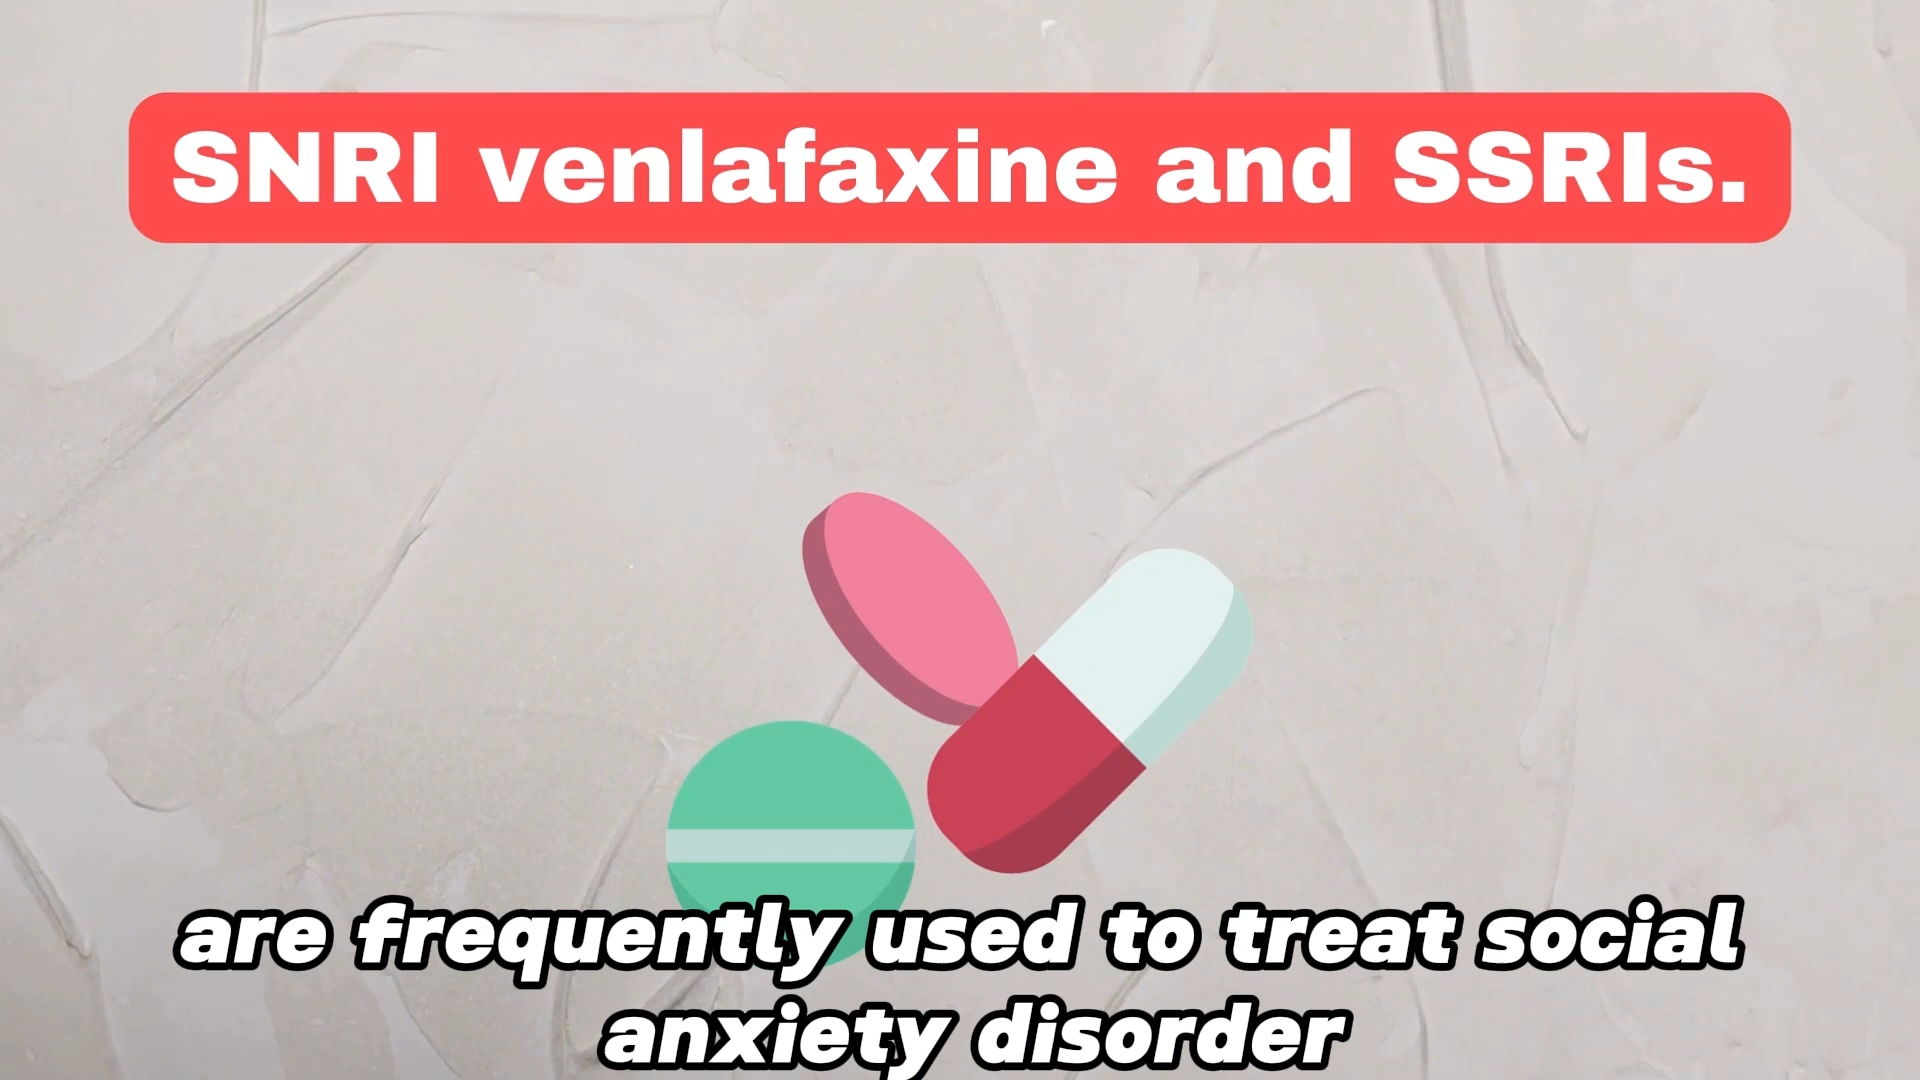 SNRI venlafaxine and SSRIs.
are frequently used to treat social
anxiety disorder